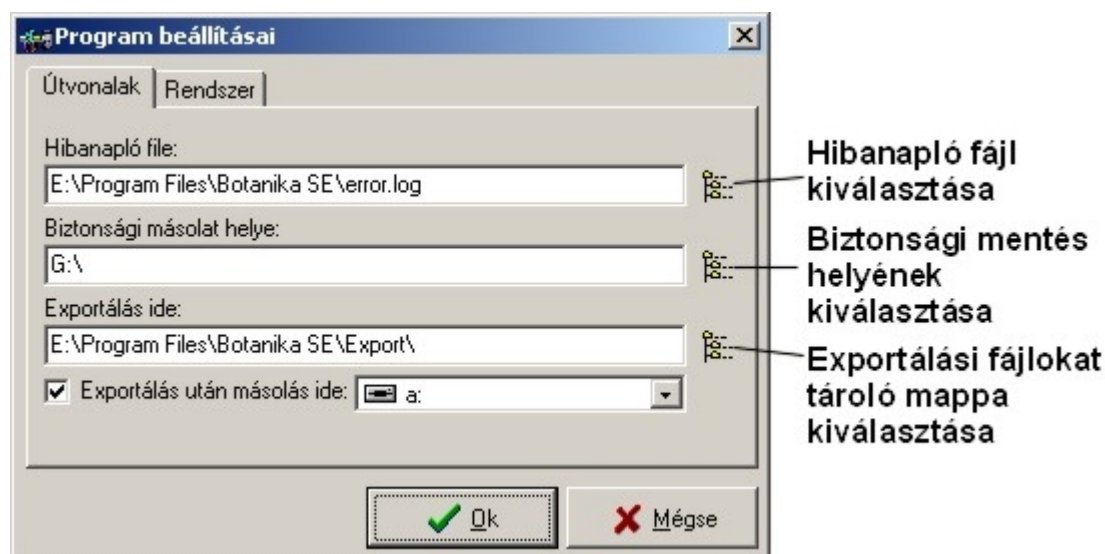 Program beállításai
Útvonalak
Rendszer
Hibanapló file:
E:\Program Files\Botanika SE\error.log
Biztonsági másolat helye:
G:\
Exportálás ide:
E:\Program Files\Botanika SE\Export\
Exportálás után másolás ide:
a:
Ok
Mégse
Hibanapló fájl
kiválasztása
Biztonsági mentés
helyének
kiválasztása
Exportálási fájlokat
tároló mappa
kiválasztása